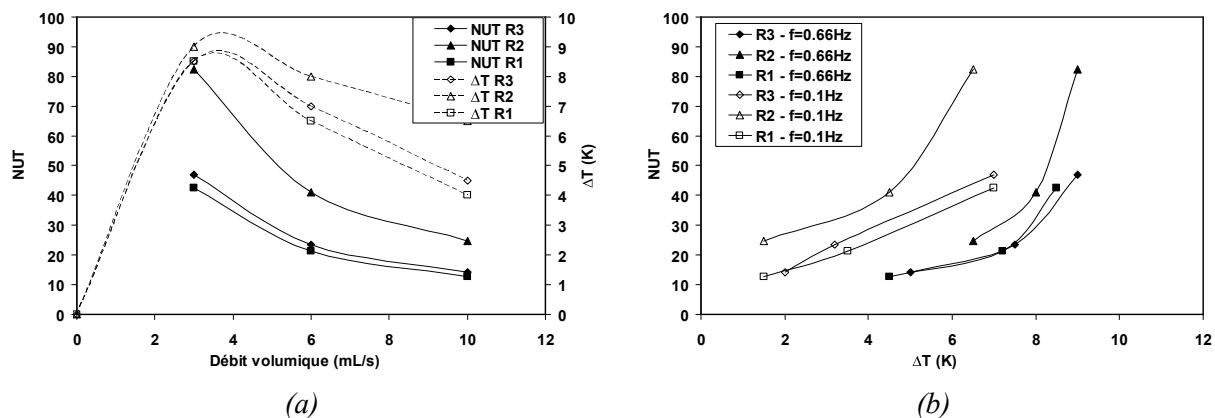 100
90
80
70
60
50
40
30
20
10
0
NUT
NUT R3
NUT R2
NUT R1
ΔT R3
ΔT R2
ΔT R1
10
9
8
7
6
5
4
3
2
1
0
ΔT (K)
0 2 4 6 8 10 12
Débit volumique (mL/s)
(a)
100
90
80
70
60
50
40
30
20
10
0
NUT
R3 - f=0.66Hz
R2 - f=0.66Hz
R1 - f=0.66Hz
R3 - f=0.1Hz
R2 - f=0.1Hz
R1 - f=0.1Hz
0 2 4 6 8 10 12
ΔT (K)
(b)